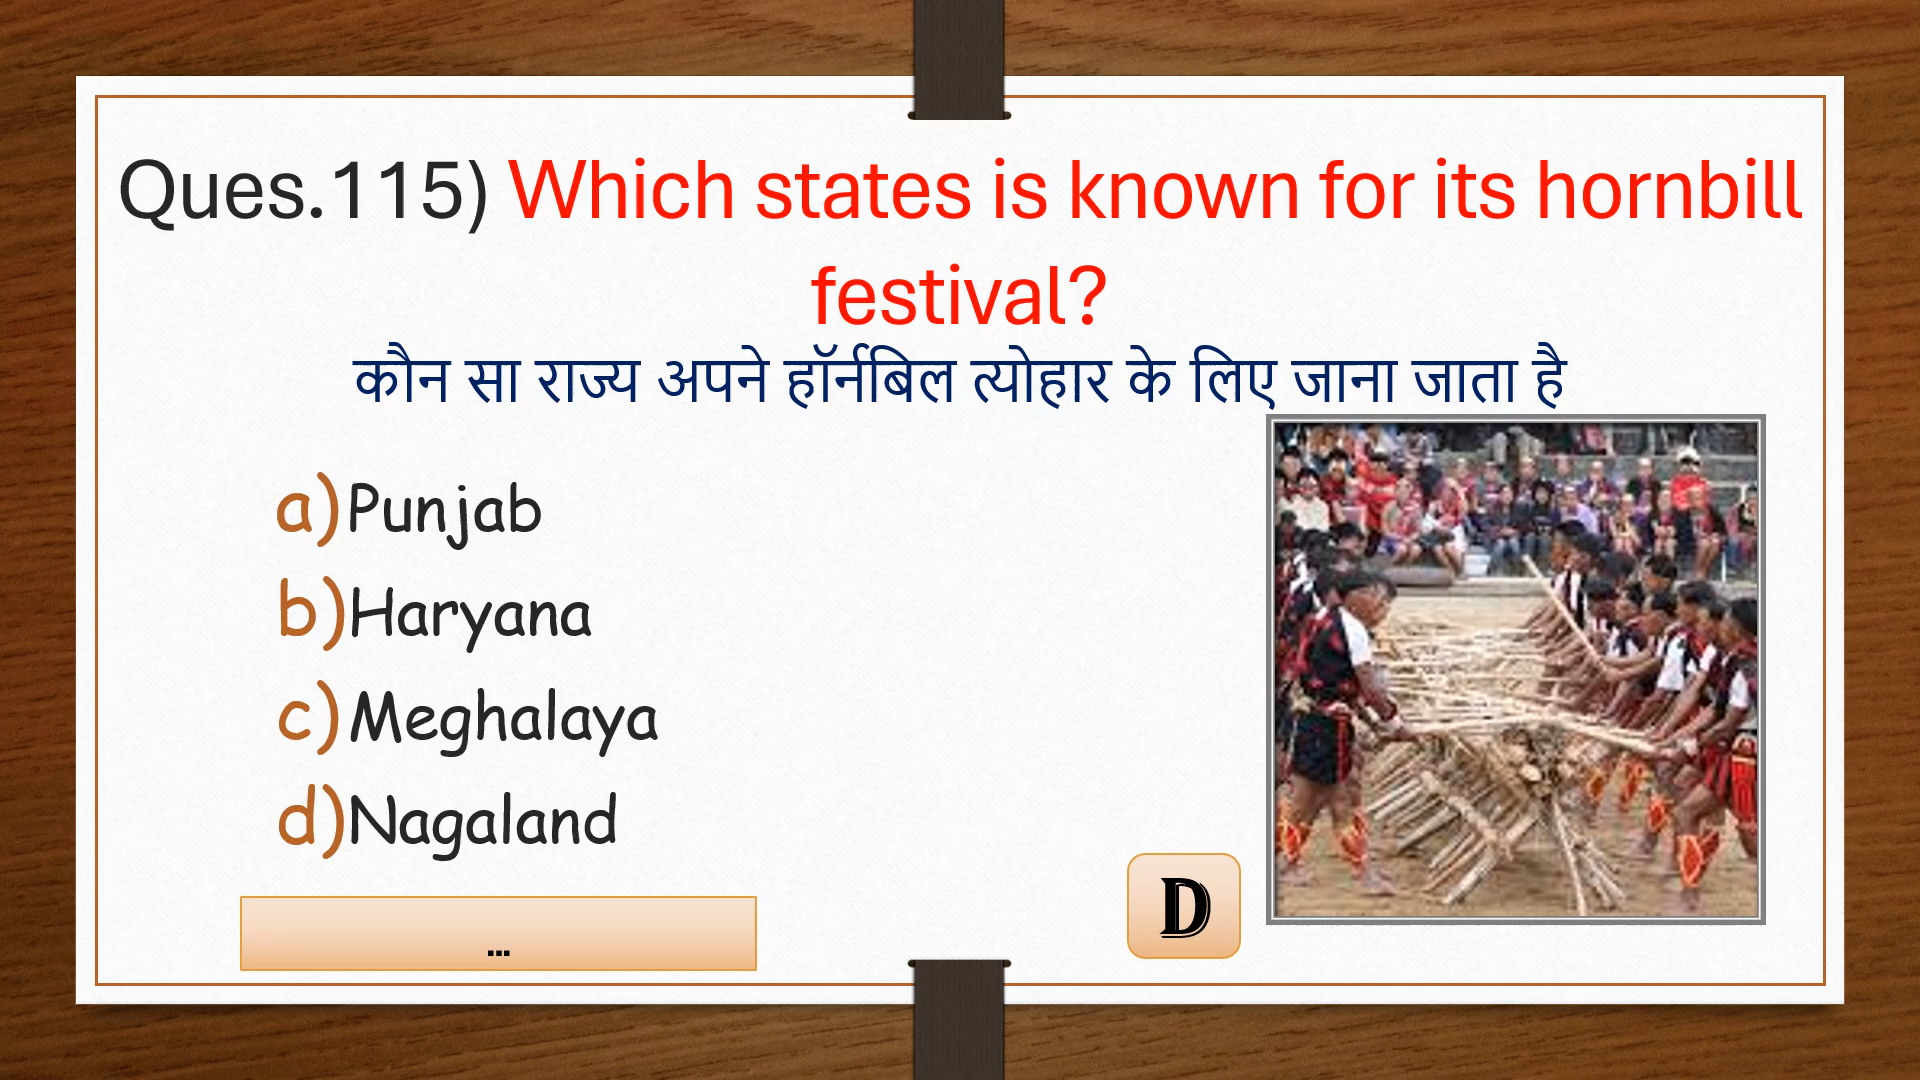 Ques.115) Which states is known for its hornbill
festival?
कौन सा राज्य अपने हॉर्नबिल त्योहार के लिए जाना जाता है
a)Punjab
b)Haryana
c)Meghalaya
d)Nagaland
...
D